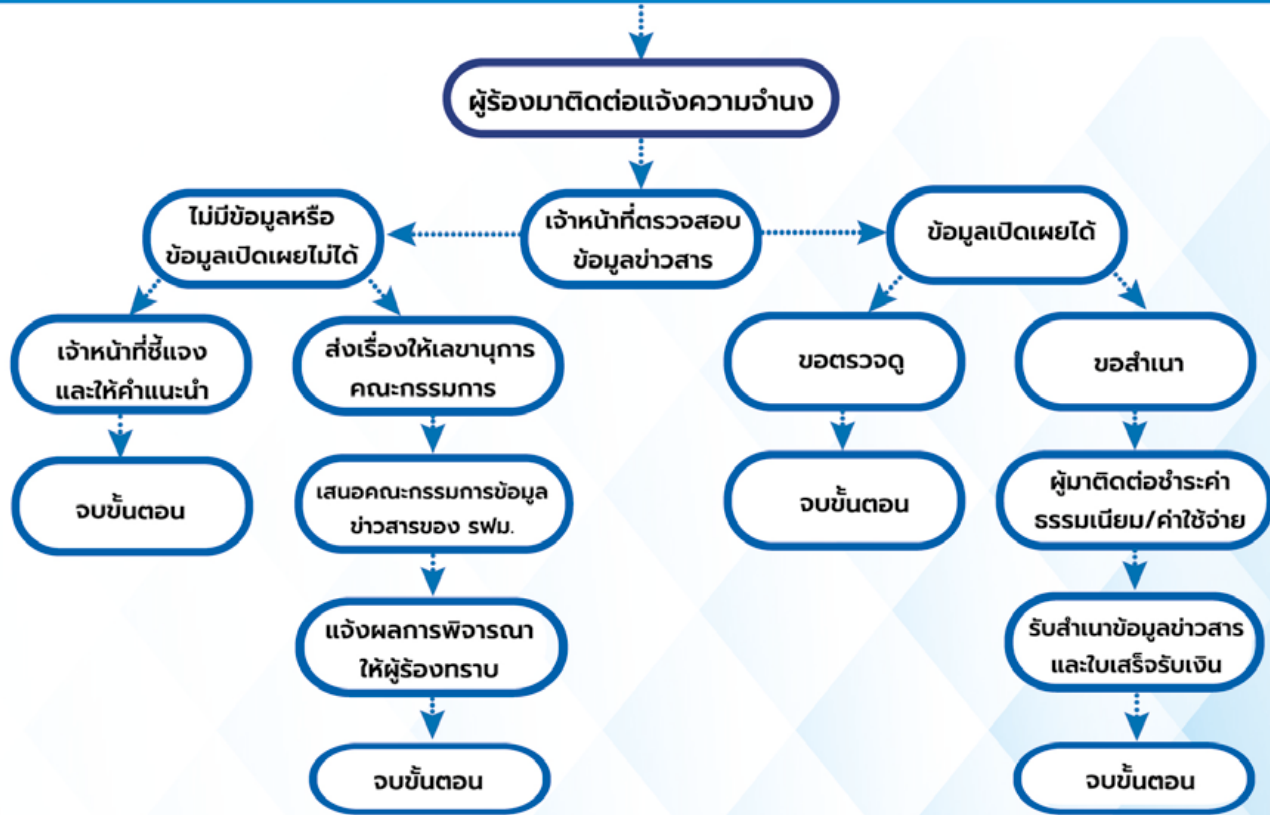 ผู้ร้องมาติดต่อแจ้งความจำนง
ไม่มีข้อมูลหรือ
ข้อมูลเปิดเผยไม่ได้
เจ้าหน้าที่ตรวจสอบ
ข้อมูลข่าวสาร
ข้อมูลเปิดเผยได้
เจ้าหน้าที่ชี้แจง
และให้คำแนะนำ
ส่งเรื่องให้เลขานุการ
คณะกรรมการ
ขอตรวจดู
ขอสำเนา
จบขั้นตอน
เสนอคณะกรรมการข้อมูล
ข่าวสารของ รฟม.
จบขั้นตอน
ผู้มาติดต่อชำระค่า
ธรรมเนียม/ค่าใช้จ่าย
แจ้งผลการพิจารณา
ให้ผู้ร้องทราบ
รับสำเนาข้อมูลข่าวสาร
และใบเสร็จรับเงิน
จบขั้นตอน
จบขั้นตอน